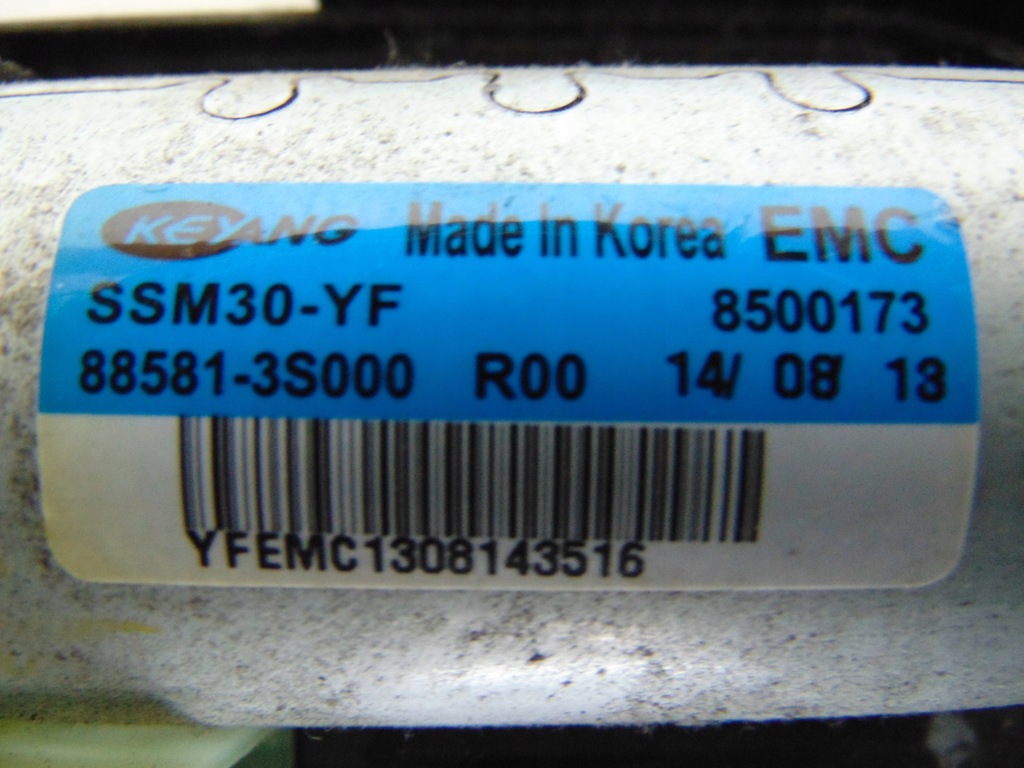 KEYANG Made In Korea EMC
SSM30-YF 8500173
88581-3S000 R00 14/ 08/ 13
YFEMC1308143516